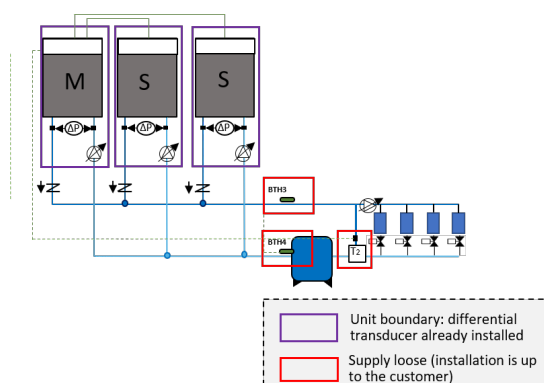 M
S
S
ΔP
ΔP
ΔP
BTH3
BTH4
T2
Unit boundary: differential
transducer already installed
Supply loose (installation is up
to the customer)